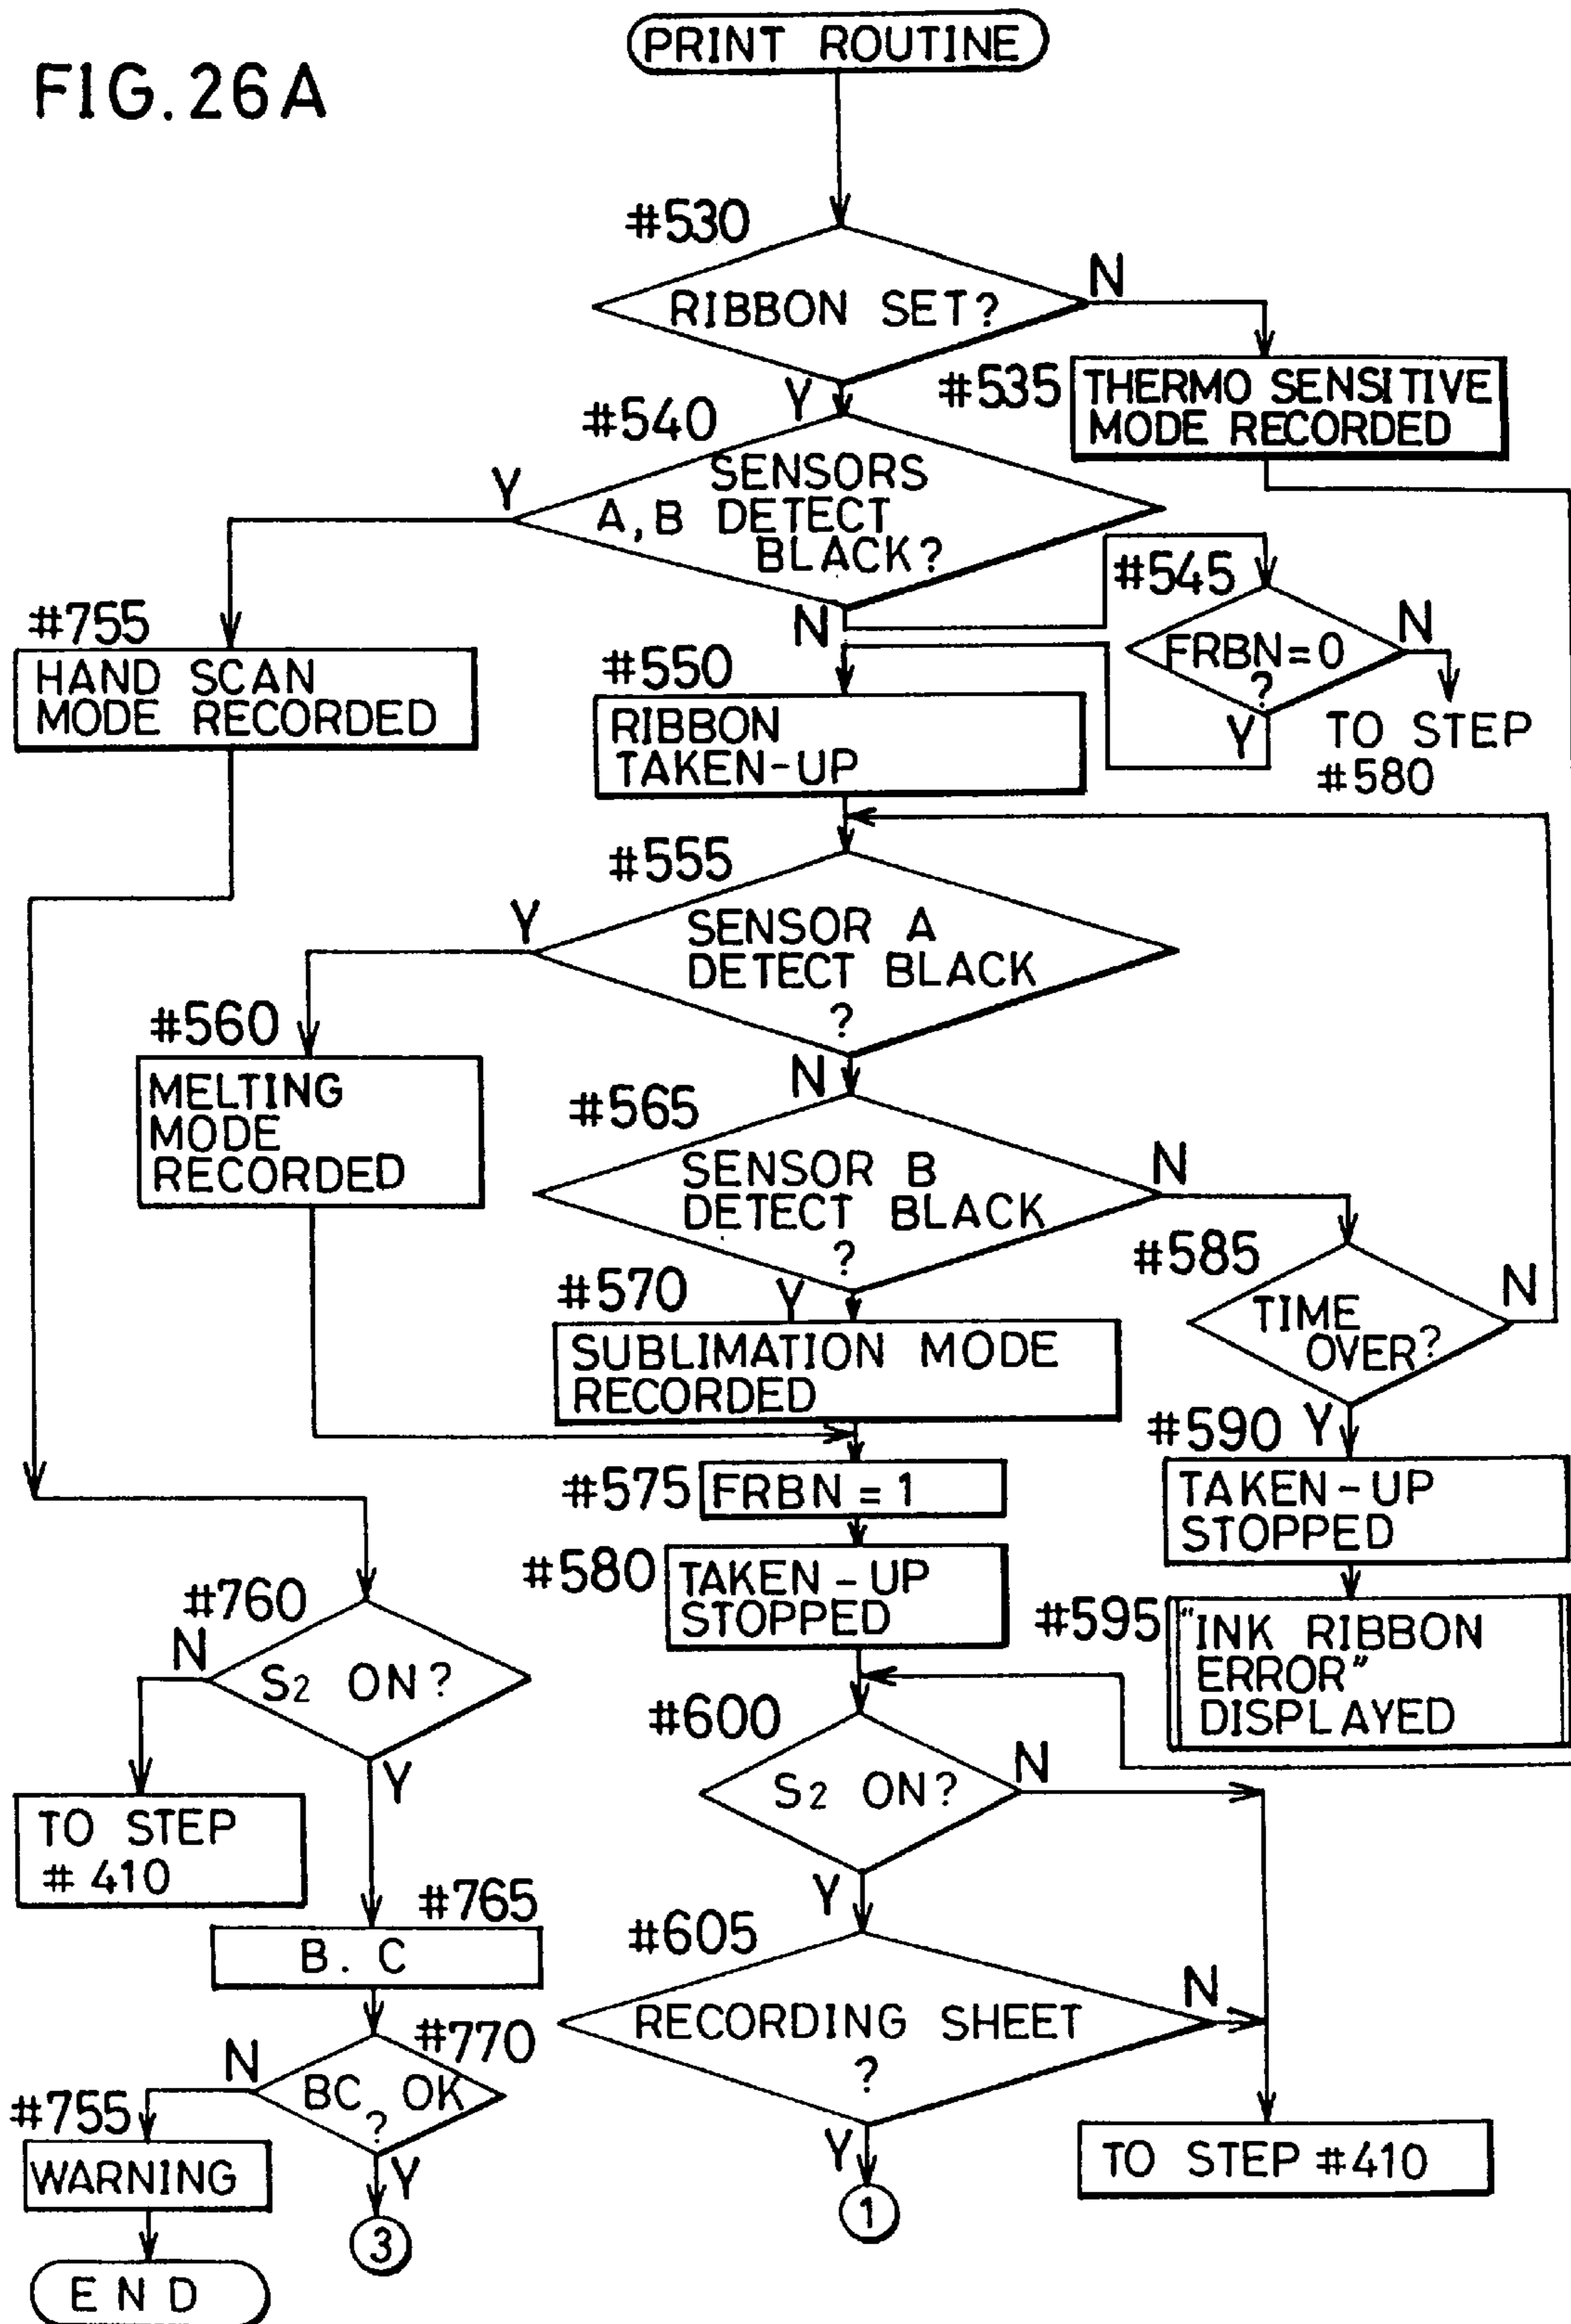 FIG. 26A
PRINT ROUTINE
#530
RIBBON SET?
N
Y
#535
THERMO SENSITIVE
MODE RECORDED
#540
SENSORS
A, B DETECT
BLACK?
Y
N
#545
FRBN=0
?
N
Y
TO STEP
#580
#755
HAND SCAN
MODE RECORDED
#550
RIBBON
TAKEN-UP
#555
SENSOR A
DETECT BLACK
?
Y
N
#560
MELTING
MODE
RECORDED
#565
SENSOR B
DETECT BLACK
?
N
Y
#570
SUBLIMATION MODE
RECORDED
#585
TIME
OVER?
N
Y
#575
FRBN = 1
#580
TAKEN-UP
STOPPED
#590
TAKEN-UP
STOPPED
#595
"INK RIBBON
ERROR"
DISPLAYED
#760
S2 ON?
N
Y
TO STEP
# 410
#600
S2 ON?
N
Y
#765
B. C
#605
RECORDING SHEET
?
N
Y
#770
BC OK
?
N
Y
#755
WARNING
END
3
1
TO STEP #410